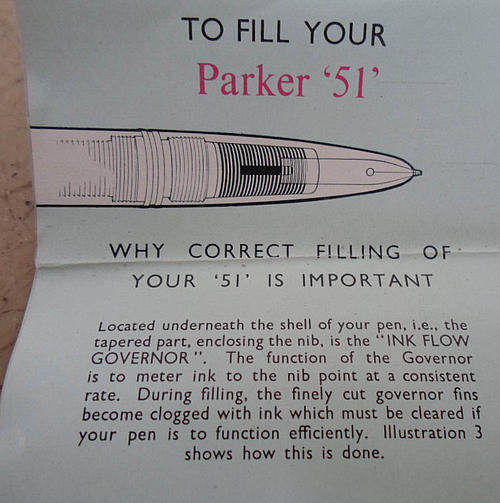 TO FILL YOUR
Parker ‘51’
WHY CORRECT FILLING OF
YOUR ‘51’ IS IMPORTANT
Located underneath the shell of your pen, i.e., the
tapered part, enclosing the nib, is the “INK FLOW
GOVERNOR”. The function of the Governor
is to meter ink to the nib point at a consistent
rate. During filling, the finely cut governor fins
become clogged with ink which must be cleared if
your pen is to function efficiently. Illustration 3
shows how this is done.